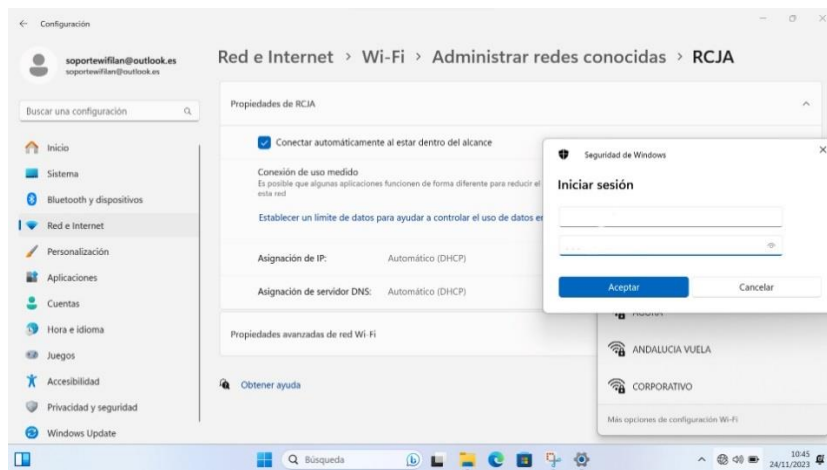 Configuración
soportewifilan@outlook.es
soportewifilan@outlook.es
Buscar una configuración
Inicio
Sistema
Bluetooth y dispositivos
Red e Internet
Personalización
Aplicaciones
Cuentas
Hora e idioma
Juegos
Accesibilidad
Privacidad y seguridad
Windows Update
Red e Internet > Wi-Fi > Administrar redes conocidas > RCJA
Propiedades de RCJA
Conectar automáticamente al estar dentro del alcance
Conexión de uso medido
Es posible que algunas aplicaciones funcionen de forma diferente para reducir el
esta red
Establecer un límite de datos para ayudar a controlar el uso de datos en
Asignación de IP: Automático (DHCP)
Asignación de servidor DNS: Automático (DHCP)
Propiedades avanzadas de red Wi-Fi
Obtener ayuda
Seguridad de Windows
Iniciar sesión
Aceptar Cancelar
ANDALUCIA VUELA
CORPORATIVO
Más opciones de configuración Wi-Fi
Búsqueda
10:45
24/11/2023